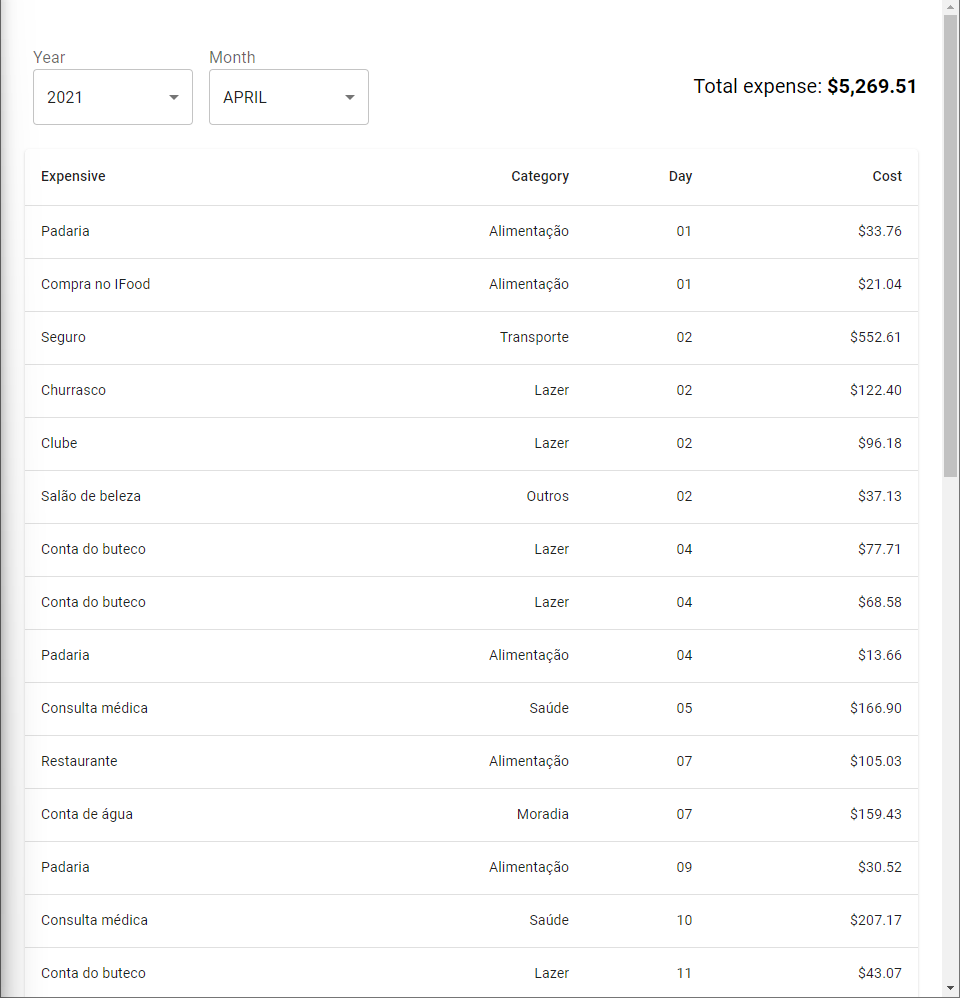 Year Month
2021 APRIL
Total expense: $5,269.51
Expensive Category Day Cost
Padaria Alimentação 01 $33.76
Compra no IFood Alimentação 01 $21.04
Seguro Transporte 02 $552.61
Churrasco Lazer 02 $122.40
Clube Lazer 02 $96.18
Salão de beleza Outros 02 $37.13
Conta do buteco Lazer 04 $77.71
Conta do buteco Lazer 04 $68.58
Padaria Alimentação 04 $13.66
Consulta médica Saúde 05 $166.90
Restaurante Alimentação 07 $105.03
Conta de água Moradia 07 $159.43
Padaria Alimentação 09 $30.52
Consulta médica Saúde 10 $207.17
Conta do buteco Lazer 11 $43.07